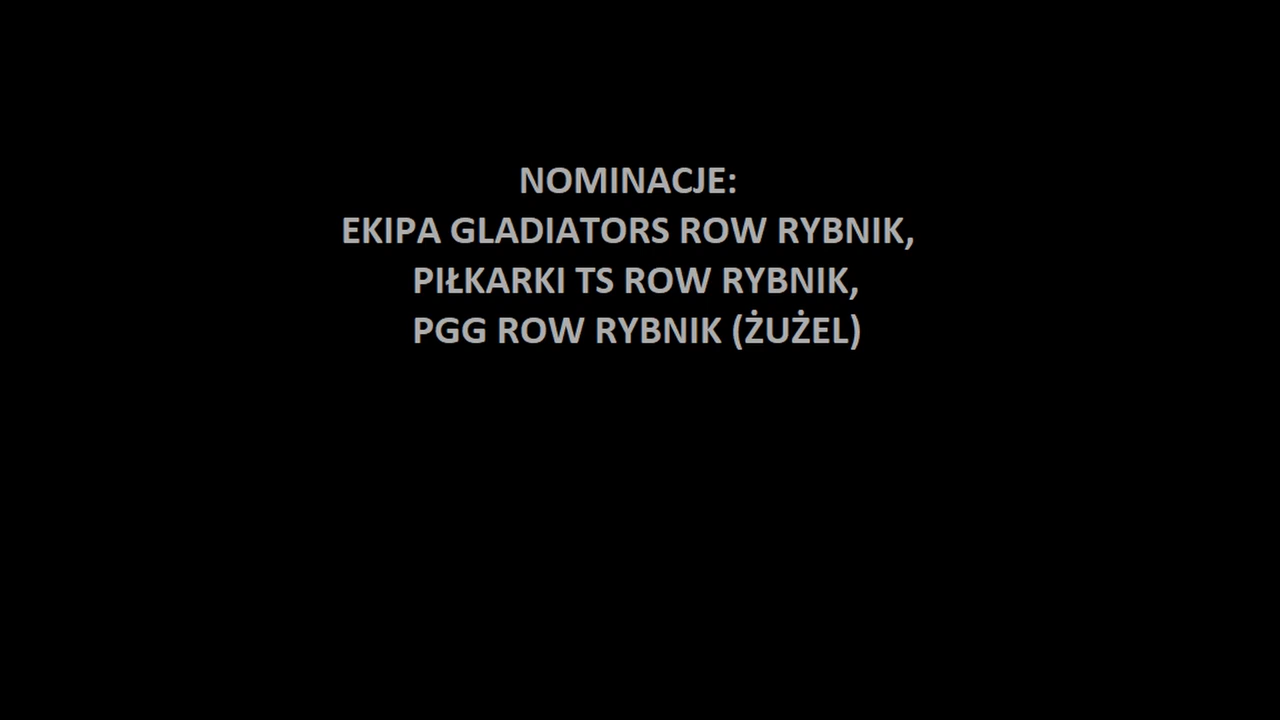 NOMINACJE:
EKIPA GLADIATORS ROW RYBNIK,
PIŁKARKI TS ROW RYBNIK,
PGG ROW RYBNIK (ŻUŻEL)